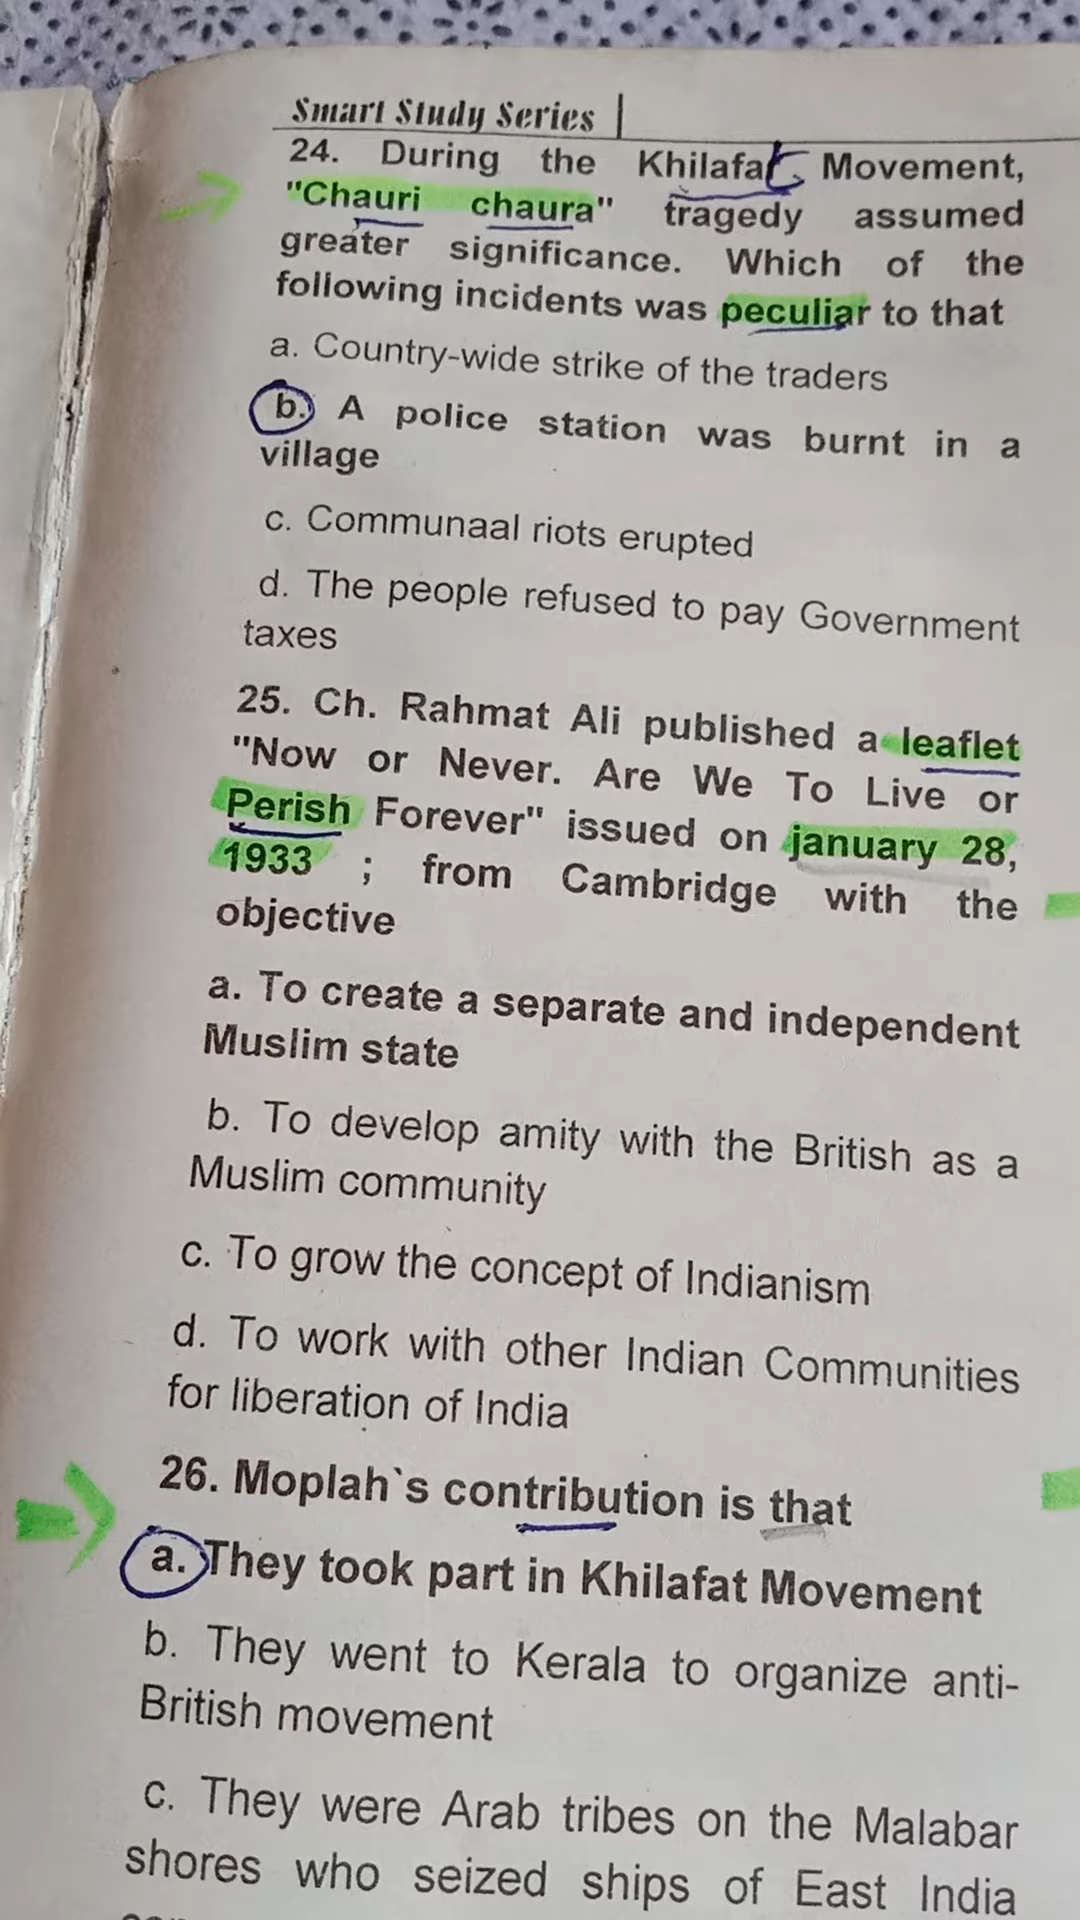 Smart Study Series
24. During the Khilafat Movement,
"Chauri chaura" tragedy assumed
greater significance. Which of the
following incidents was peculiar to that
a. Country-wide strike of the traders
b. A police station was burnt in a
village
c. Communaal riots erupted
d. The people refused to pay Government
taxes
25. Ch. Rahmat Ali published a leaflet
"Now or Never. Are We To Live or
Perish Forever" issued on january 28,
1933 ; from Cambridge with the
objective
a. To create a separate and independent
Muslim state
b. To develop amity with the British as a
Muslim community
c. To grow the concept of Indianism
d. To work with other Indian Communities
for liberation of India
26. Moplah`s contribution is that
a. They took part in Khilafat Movement
b. They went to Kerala to organize anti-
British movement
c. They were Arab tribes on the Malabar
shores who seized ships of East India